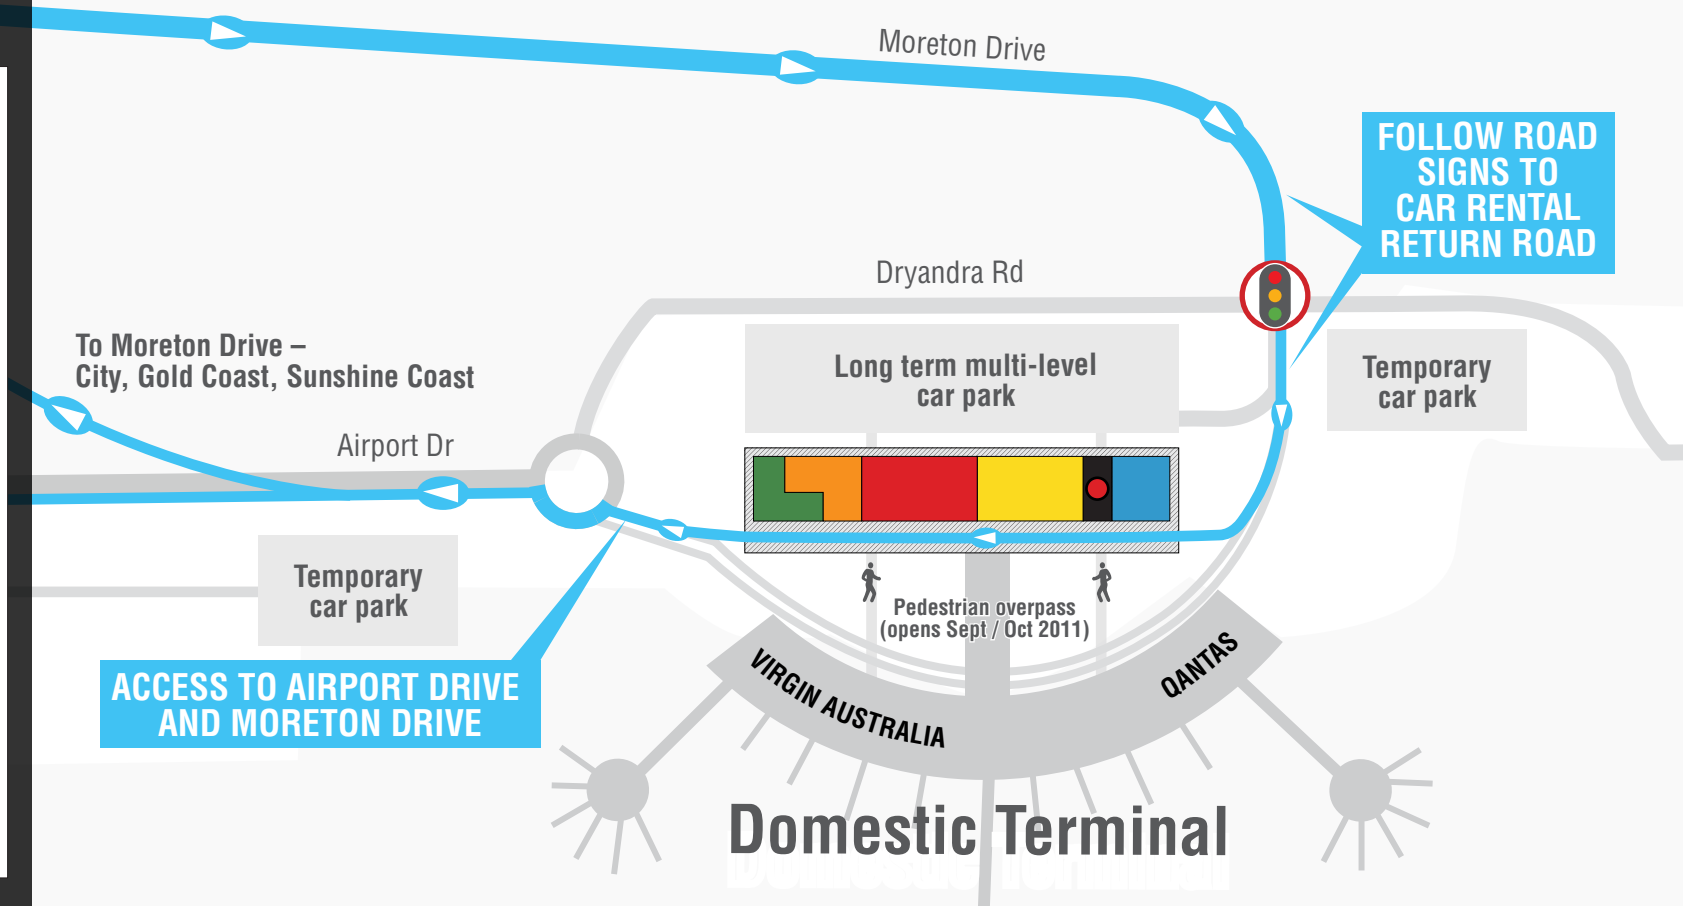 Moreton Drive
FOLLOW ROAD
SIGNS TO
CAR RENTAL
RETURN ROAD
Dryandra Rd
To Moreton Drive –
City, Gold Coast, Sunshine Coast
Long term multi-level
car park
Temporary
car park
Airport Dr
Temporary
car park
Pedestrian overpass
(opens Sept / Oct 2011)
ACCESS TO AIRPORT DRIVE
AND MORETON DRIVE
VIRGIN AUSTRALIA
QANTAS
Domestic Terminal